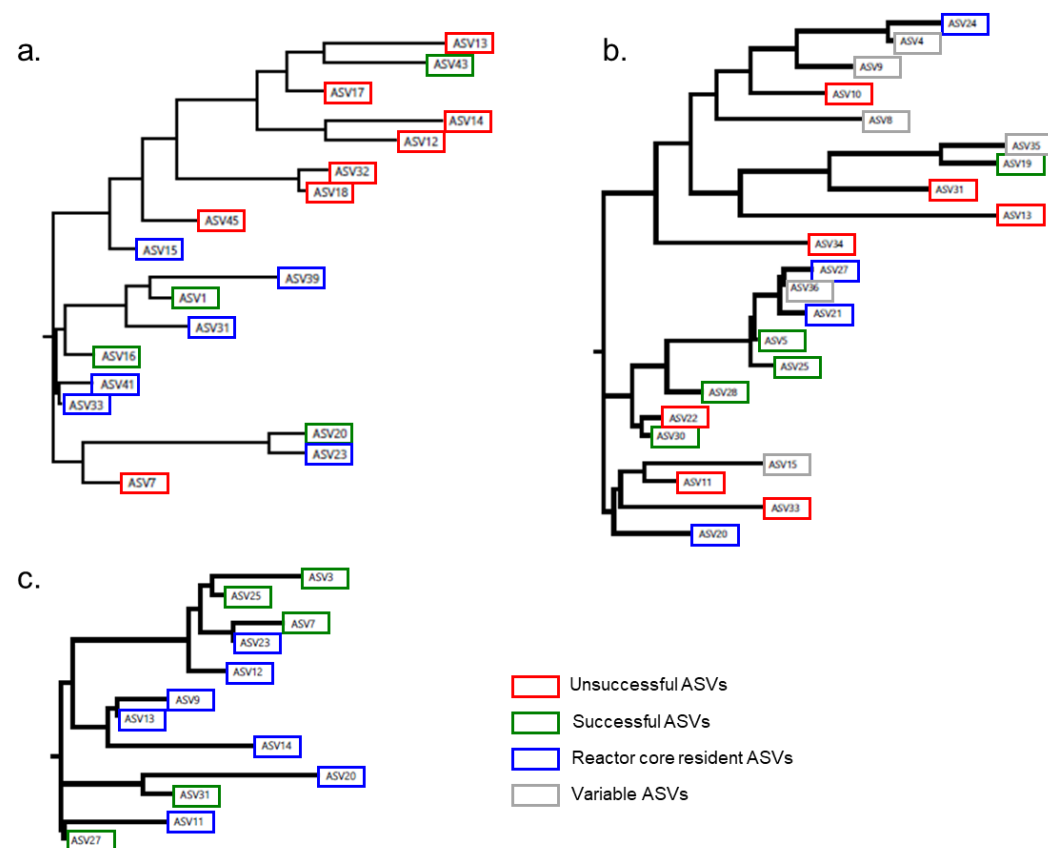 a.
ASV13
ASV43
ASV17
ASV14
ASV12
ASV32
ASV18
ASV45
ASV15
ASV39
ASV1
ASV31
ASV16
ASV41
ASV33
ASV20
ASV23
ASV7
b.
ASV24
ASV4
ASV9
ASV10
ASV8
ASV35
ASV19
ASV31
ASV13
ASV34
ASV27
ASV36
ASV21
ASV5
ASV25
ASV28
ASV22
ASV30
ASV15
ASV11
ASV33
ASV20
c.
ASV3
ASV25
ASV7
ASV23
ASV12
ASV9
ASV13
ASV14
ASV20
ASV31
ASV11
ASV27
Unsuccessful ASVs
Successful ASVs
Reactor core resident ASVs
Variable ASVs